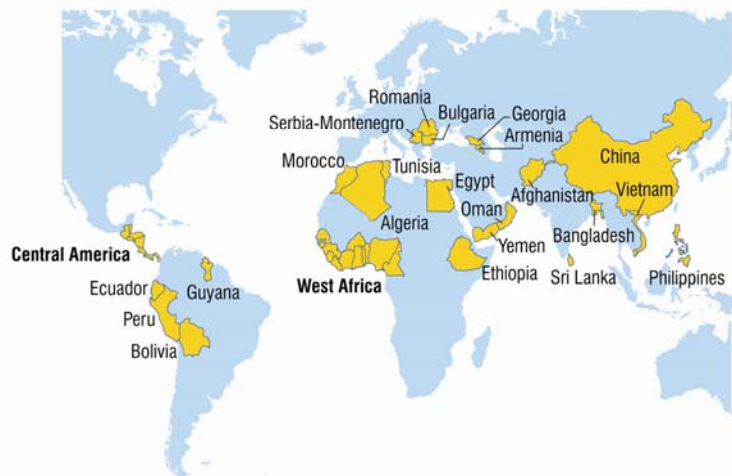 Romania
Bulgaria
Georgia
Serbia-Montenegro
Armenia
China
Morocco
Tunisia
Egypt
Afghanistan
Vietnam
Oman
Algeria
Bangladesh
Central America
Yemen
Ecuador
Guyana
West Africa
Ethiopia
Sri Lanka
Philippines
Peru
Bolivia